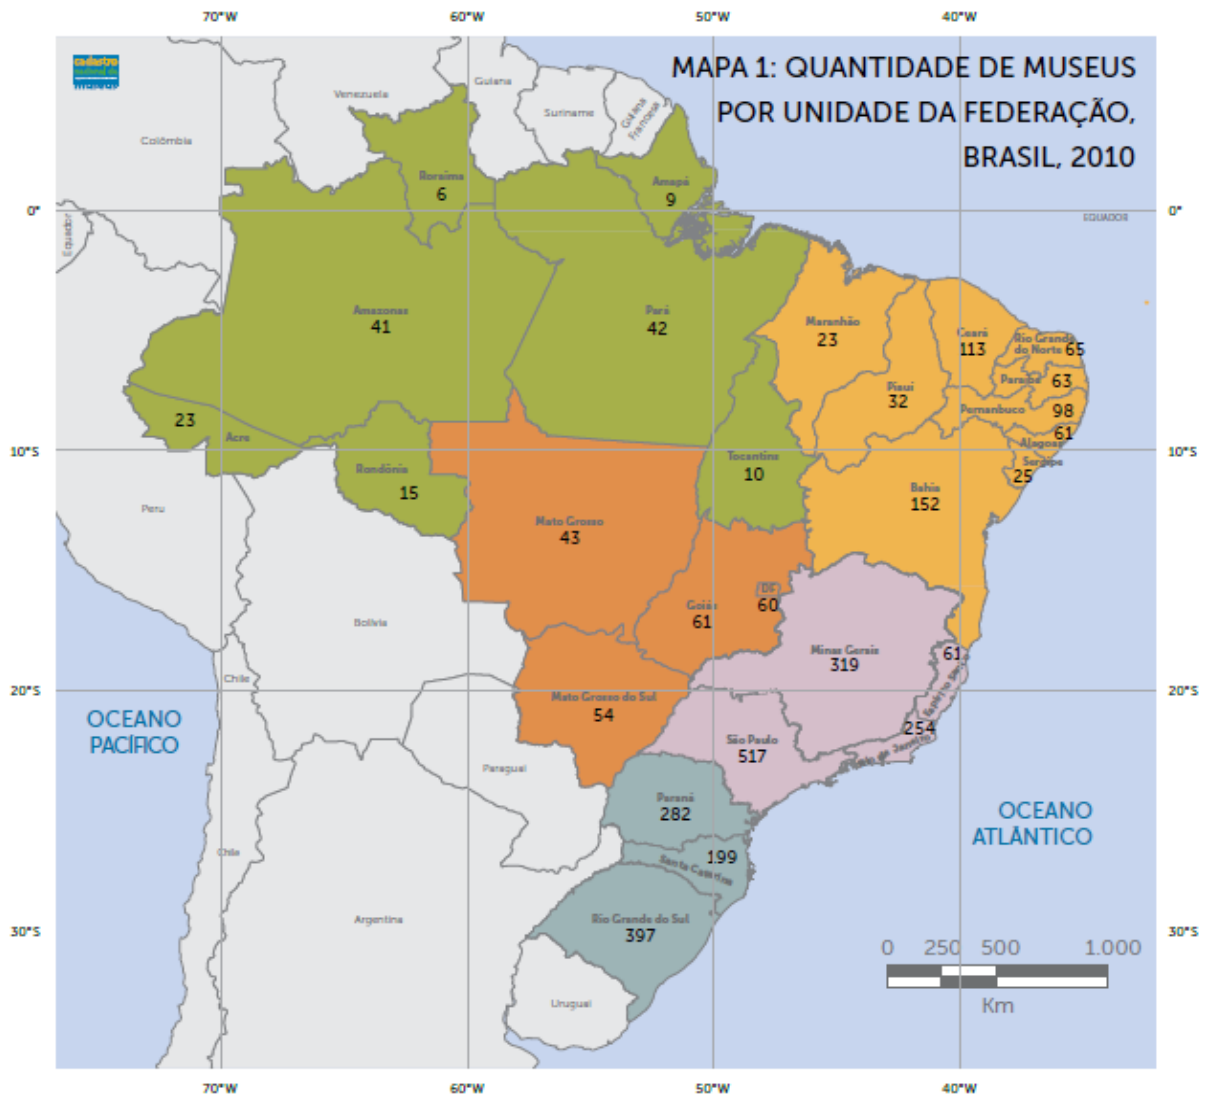 70°W 60°W 50°W 40°W
cadastro
nacional de
museus
MAPA 1: QUANTIDADE DE MUSEUS
POR UNIDADE DA FEDERAÇÃO,
BRASIL, 2010
Guiana
Venezuela
Suriname
Guiana
Francesa
Colômbia
Roraima
6
Amapá
9
0°
0°
EQUADOR
Equador
Amazonas
41
Pará
42
Maranhão
23
Ceará
113
Rio Grande
do Norte 65
Paraíba 63
Piauí
32
Pernambuco 98
23
Acre
61
Alagoas
10°S
10°S
Sergipe
25
Rondônia
15
Tocantins
10
Bahia
152
Peru
Mato Grosso
43
DF
60
Goiás
61
Bolívia
Minas Gerais
319
61
Espírito Santo
Chile
20°S
20°S
Mato Grosso do Sul
54
OCEANO
PACÍFICO
254
Rio de Janeiro
São Paulo
517
Paraguai
Paraná
282
OCEANO
ATLÂNTICO
Chile
199
Santa Catarina
Argentina
Rio Grande do Sul
397
30°S
30°S
0 250 500 1.000
Km
Uruguai
70°W 60°W 50°W 40°W